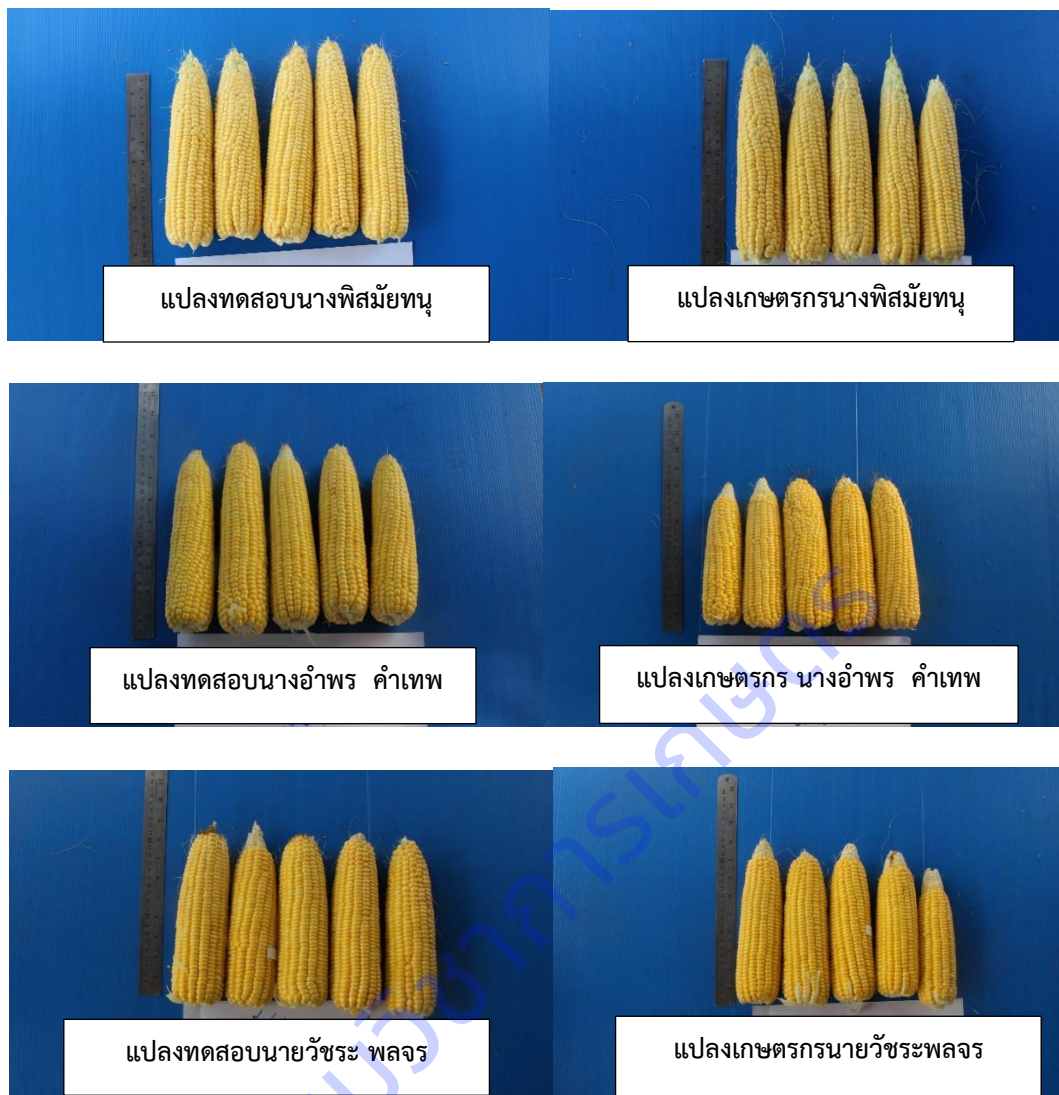 แปลงทดสอบนางพิสมัยทนุ
แปลงเกษตรกรนางพิสมัยทนุ
แปลงทดสอบนางอำพร คำเทพ
แปลงเกษตรกร นางอำพร คำเทพ
แปลงทดสอบนายวัชระ พลจร
แปลงเกษตรกรนายวัชระพลจร